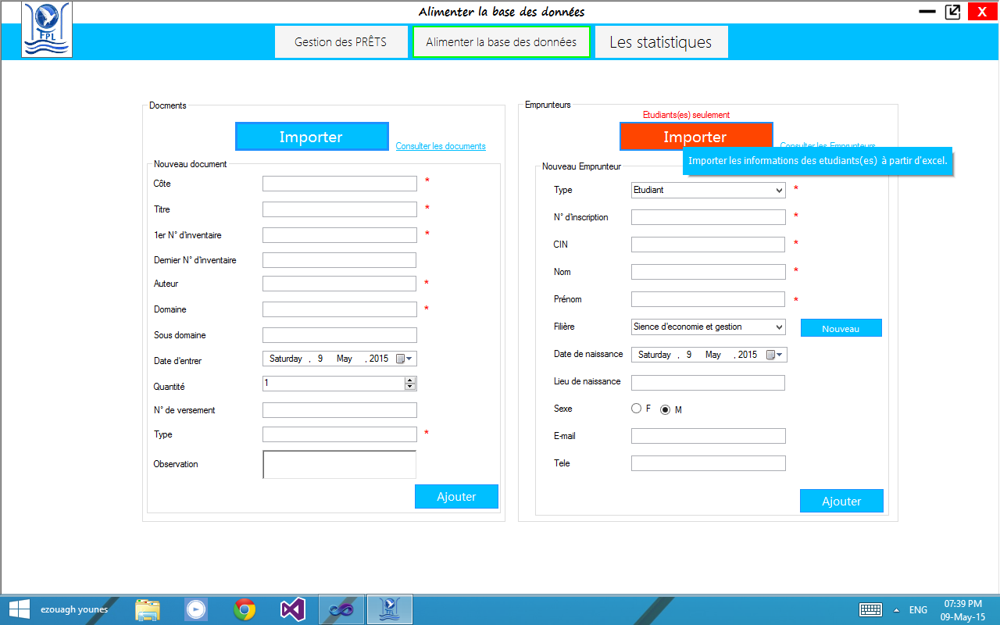 Alimenter la base des données
X
FPL
Gestion des PRÊTS
Alimenter la base des données
Les statistiques
Docments
Importer
Consulter les documents
Nouveau document
Côte *
Titre *
1er N° d'inventaire *
Dernier N° d'inventaire
Auteur *
Domaine *
Sous domaine
Date d'entrer Saturday , 9 May , 2015
Quantité 1
N° de versement
Type *
Observation
Ajouter
Emprunteurs
Etudiants(es) seulement
Importer
Consulter les Emprunteurs
Importer les informations des etudiants(es) à partir d'excel.
Nouveau Emprunteur
Type Etudiant *
N° d'inscription *
CIN *
Nom *
Prénom *
Filière Sience d'economie et gestion Nouveau
Date de naissance Saturday , 9 May , 2015
Lieu de naissance
Sexe F M
E-mail
Tele
Ajouter
ezouagh younes
ENG
07:39 PM
09-May-15